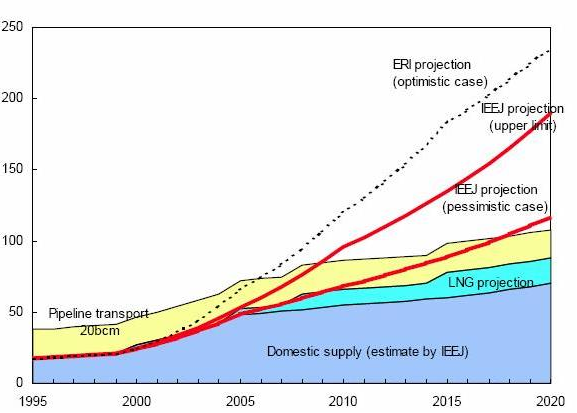 250
ERI projection
(optimistic case)
200
IEEJ projection
(upper limit)
150
IEEJ projection
(pessimistic case)
100
LNG projection
Pipeline transport
50
20bcm
Domestic supply (estimate by IEEJ)
0
1995 2000 2005 2010 2015 2020